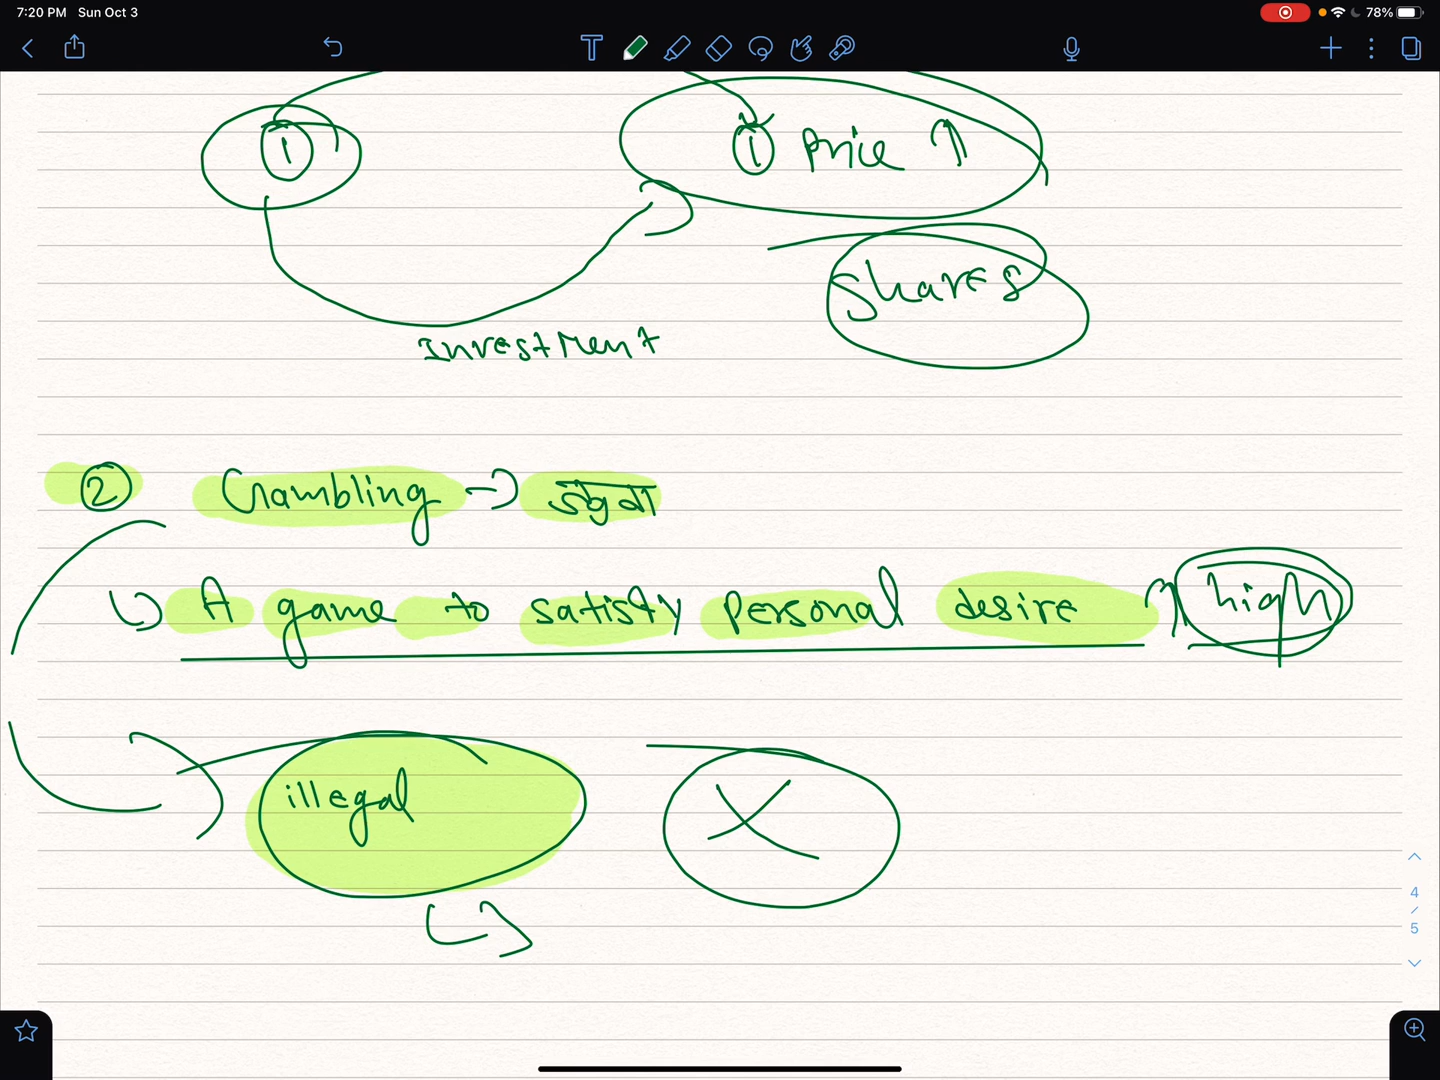 7:20 PM Sun Oct 3
78%
1
1 Price ↑
shares
Investment
2 Gambling → जुआ
A game to satisfy personal desire high
illegal X
4
/
5